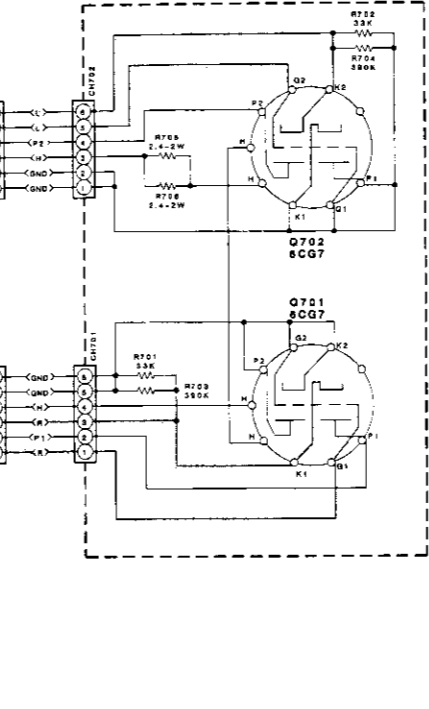 R702
33K
R704
390K
CH702
G2
K2
P2
6
5
4
3
2
1
<L>
<L>
<P2>
<H>
<GND>
<GND>
R705
2.4-2W
R706
2.4-2W
H
H
P1
K1
G1
Q702
6CG7
Q701
6CG7
CH701
G2
K2
P2
R701
33K
R703
390K
6
5
4
3
2
1
<GND>
<GND>
<H>
<R>
<P1>
<R>
H
H
P1
K1
G1